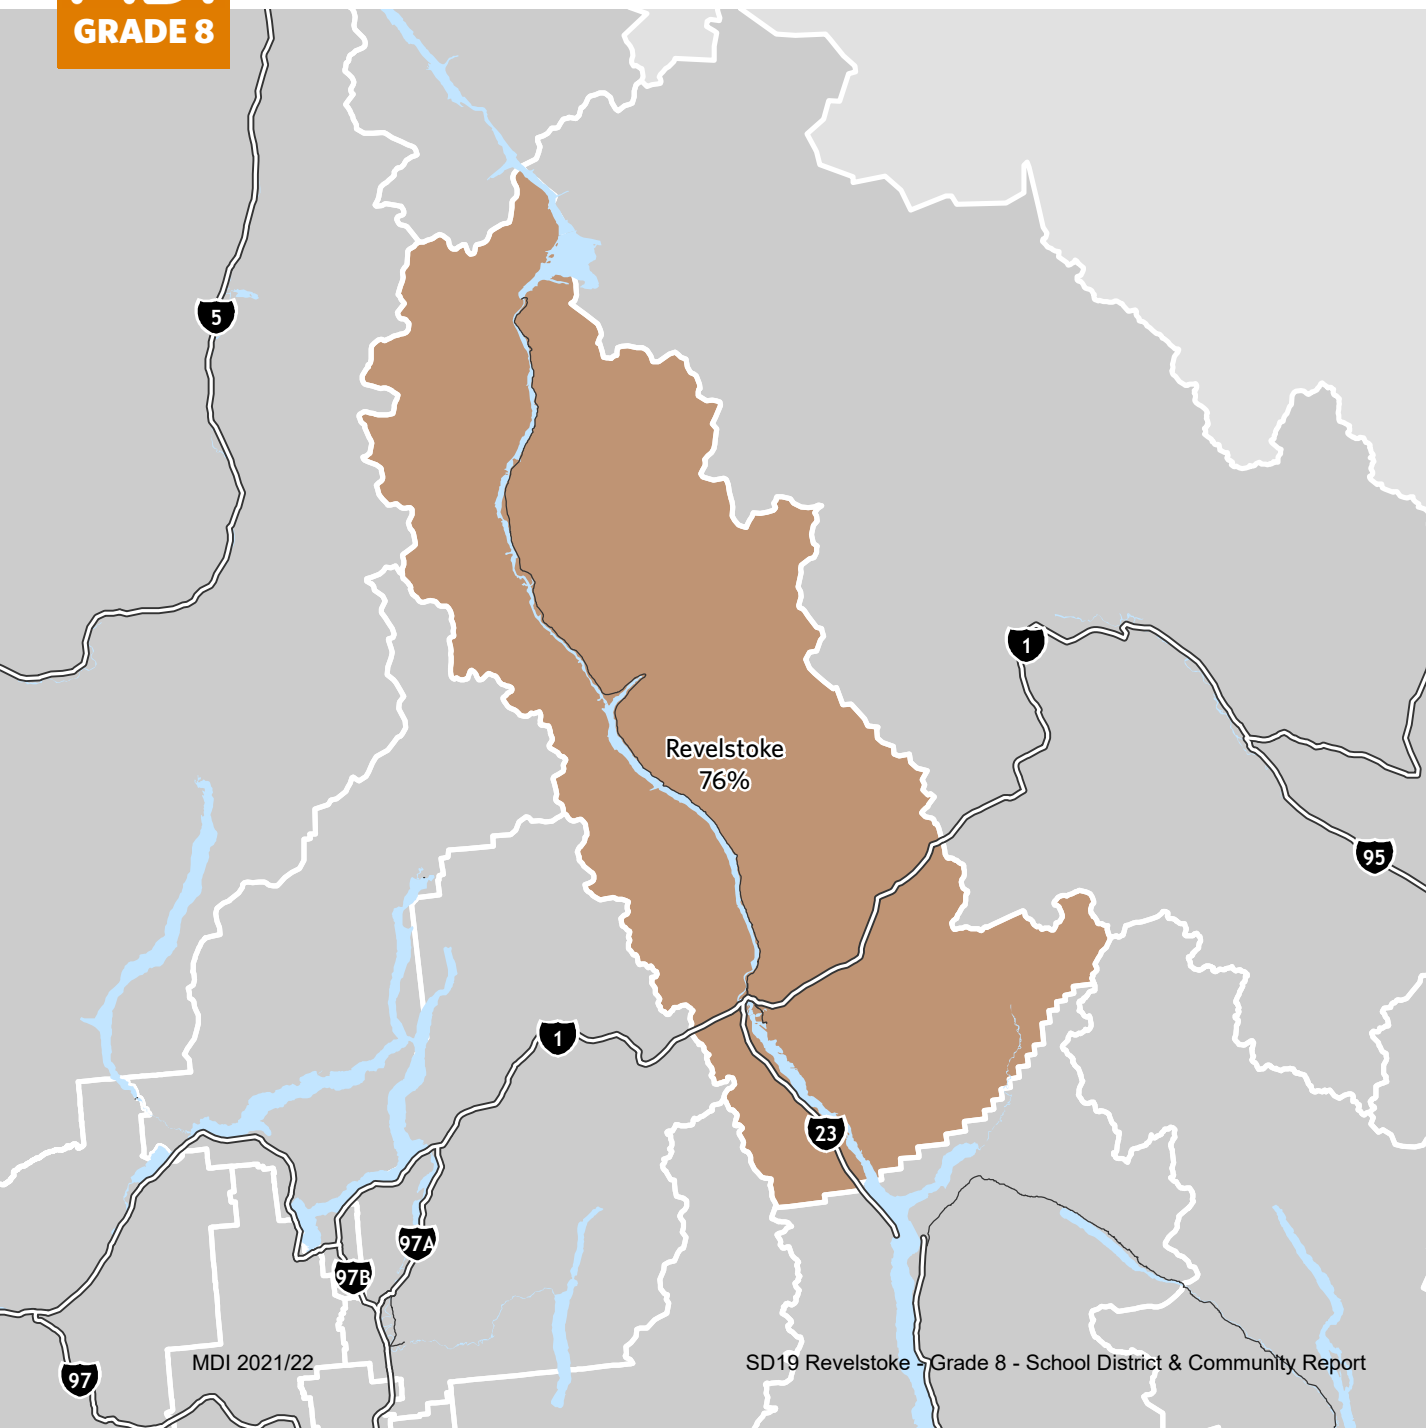 GRADE 8
5
1
Revelstoke
76%
95
1
23
97A
97B
97
MDI 2021/22
SD19 Revelstoke - Grade 8 - School District & Community Report